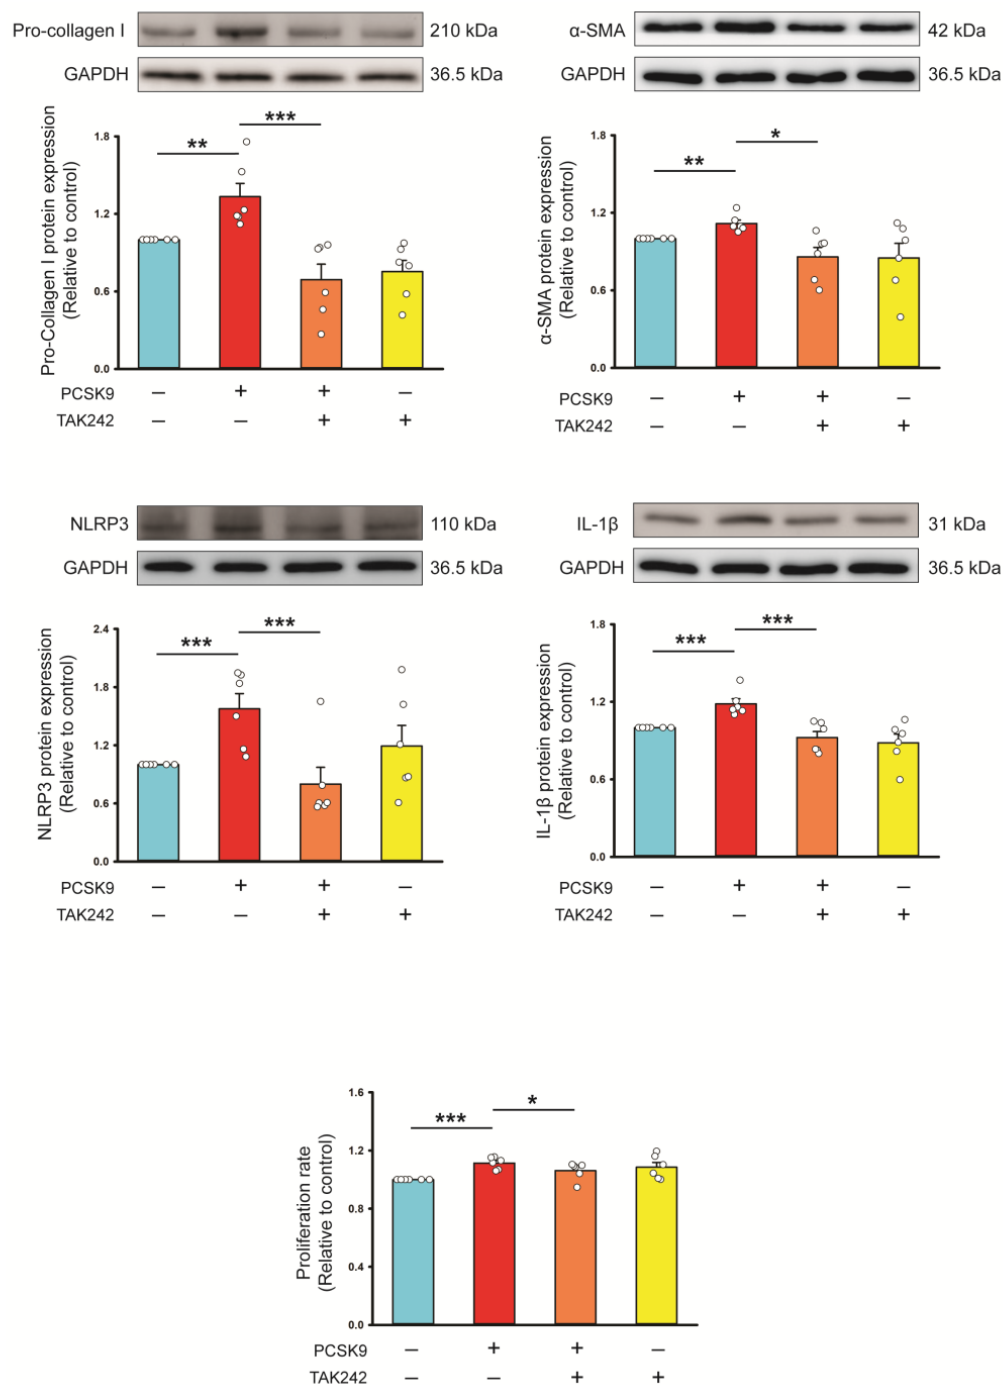 Pro-collagen I 210 kDa
GAPDH 36.5 kDa
** ***
1.8
1.2
0.6
0.0
Pro-Collagen I protein expression
(Relative to control)
PCSK9 – + + –
TAK242 – – + +
α-SMA 42 kDa
GAPDH 36.5 kDa
** *
1.8
1.2
0.6
0.0
α-SMA protein expression
(Relative to control)
PCSK9 – + + –
TAK242 – – + +
NLRP3 110 kDa
GAPDH 36.5 kDa
*** ***
2.4
1.8
1.2
0.6
0.0
NLRP3 protein expression
(Relative to control)
PCSK9 – + + –
TAK242 – – + +
IL-1β 31 kDa
GAPDH 36.5 kDa
*** ***
1.8
1.2
0.6
0.0
IL-1β protein expression
(Relative to control)
PCSK9 – + + –
TAK242 – – + +
*** *
1.6
1.2
0.8
0.4
0.0
Proliferation rate
(Relative to control)
PCSK9 – + + –
TAK242 – – + +